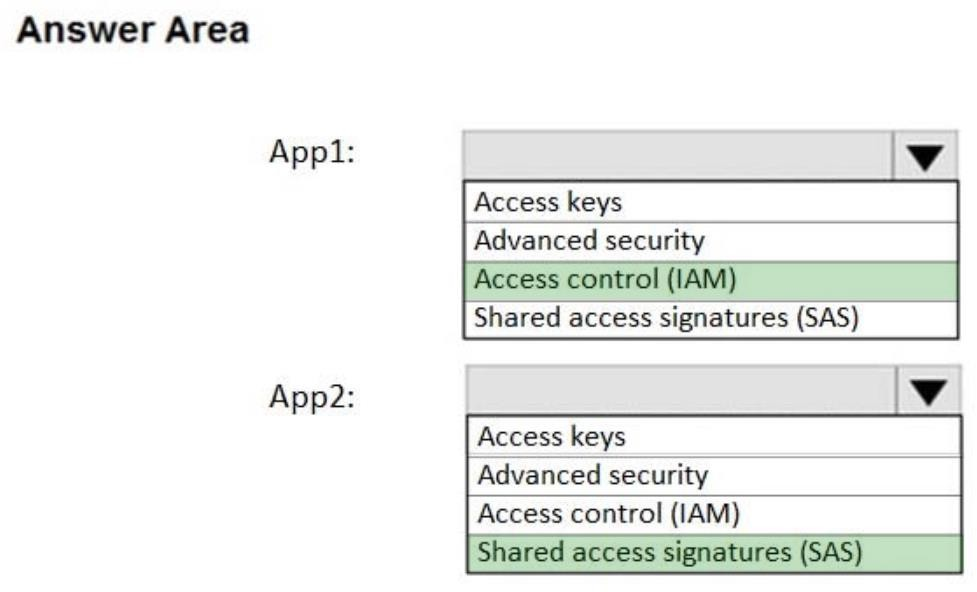 Answer Area
App1:
Access keys
Advanced security
Access control (IAM)
Shared access signatures (SAS)
App2:
Access keys
Advanced security
Access control (IAM)
Shared access signatures (SAS)